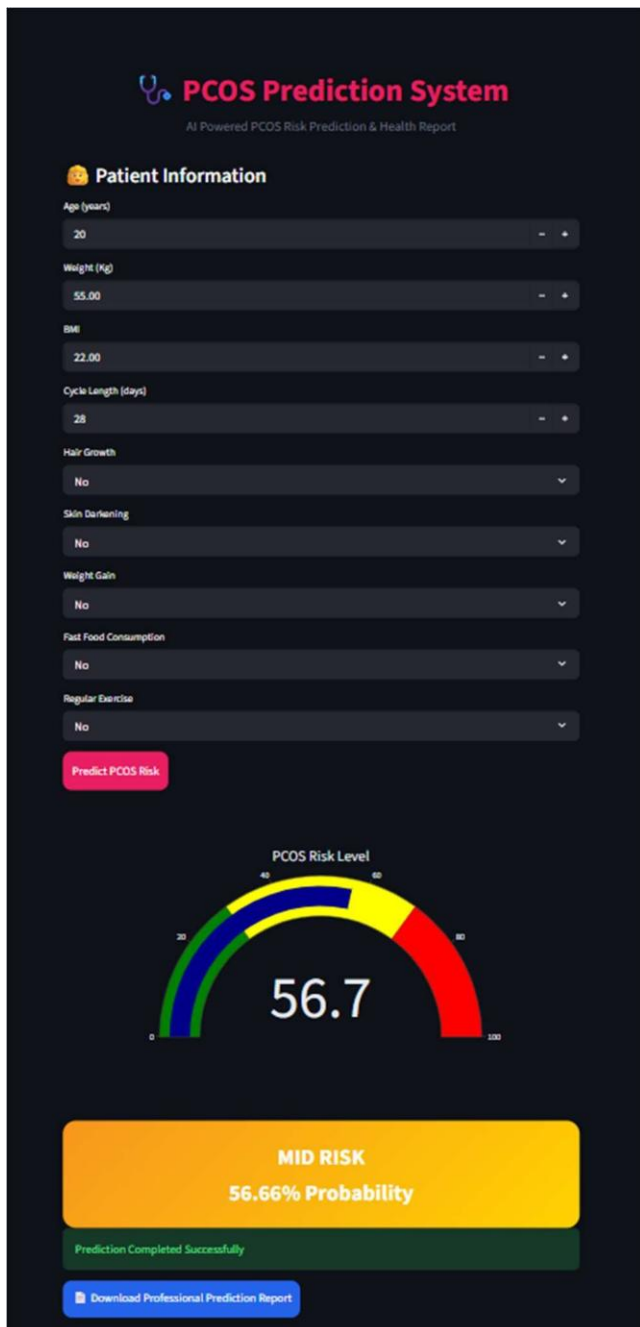 PCOS Prediction System
AI Powered PCOS Risk Prediction & Health Report
Patient Information
Age (years)
20 - +
Weight (Kg)
55.00 - +
BMI
22.00 - +
Cycle Length (days)
28 - +
Hair Growth
No
Skin Darkening
No
Weight Gain
No
Fast Food Consumption
No
Regular Exercise
No
Predict PCOS Risk
PCOS Risk Level
40 60
20 80
56.7
0 100
MID RISK
56.66% Probability
Prediction Completed Successfully
Download Professional Prediction Report